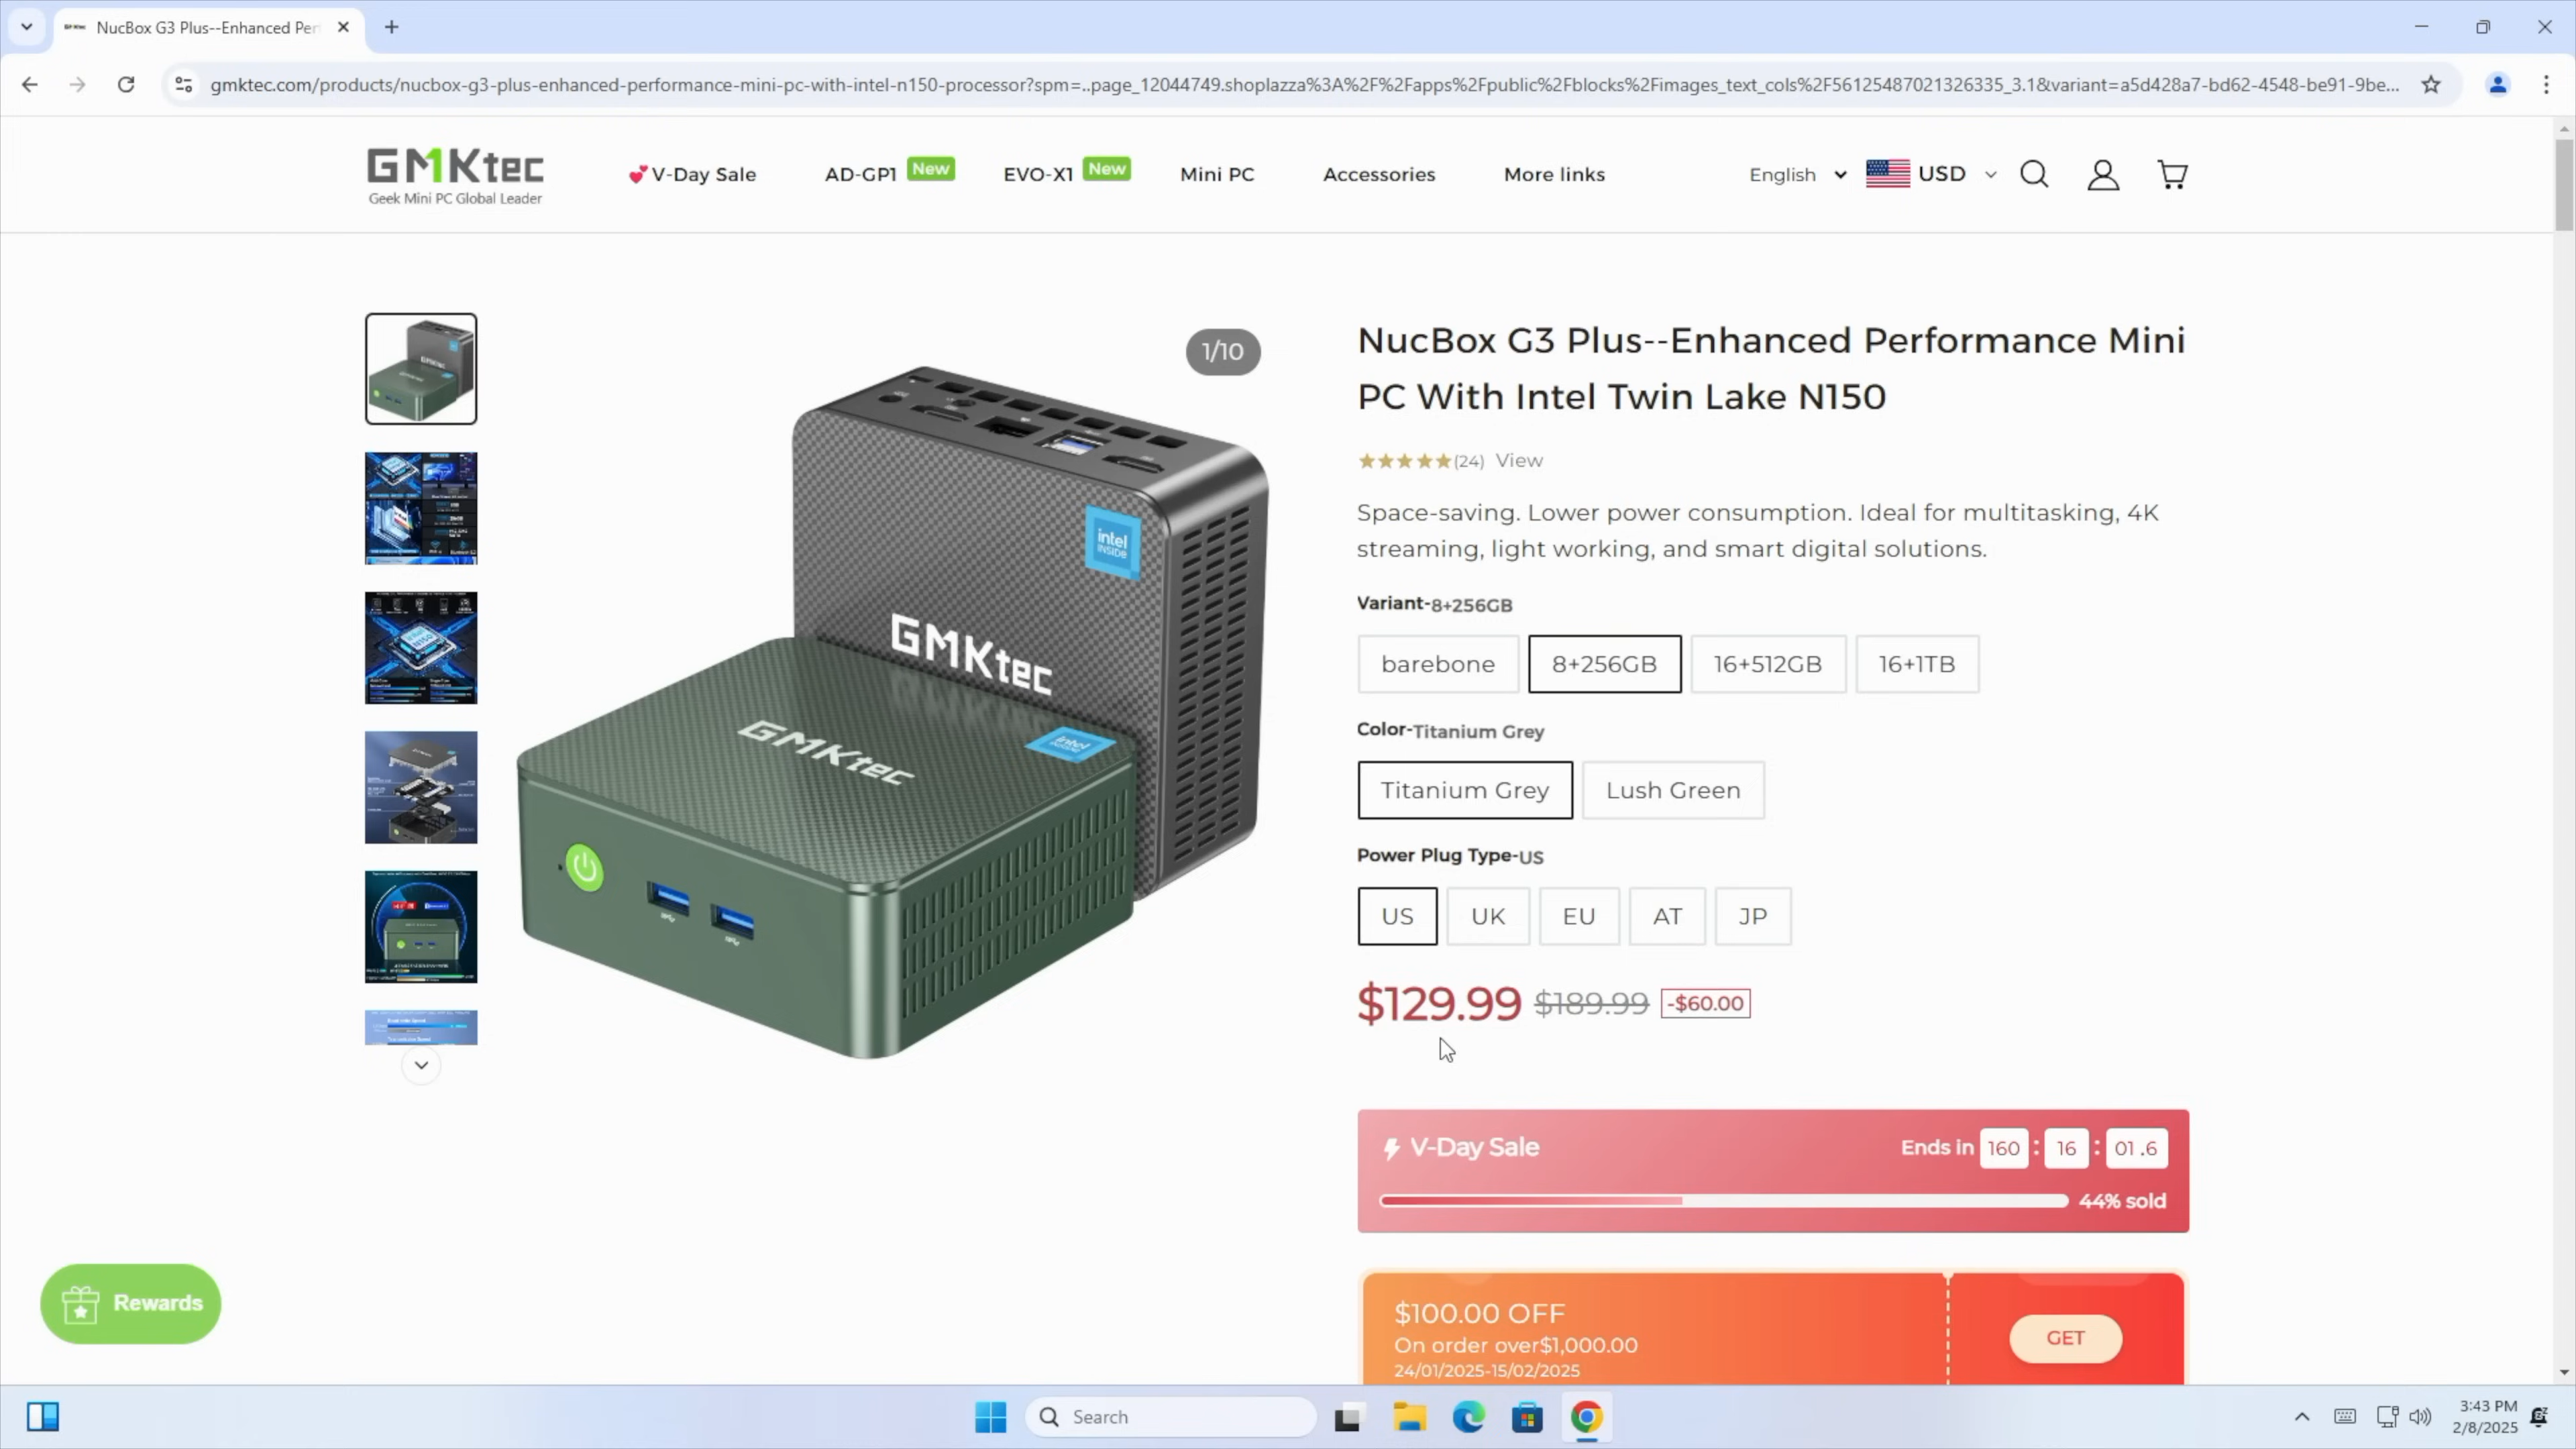 NucBox G3 Plus--Enhanced Per
gmktec.com/products/nucbox-g3-plus-enhanced-performance-mini-pc-with-intel-n150-processor?spm=..page_12044749.shoplazza%3A%2F%2Fapps%2Fpublic%2Fblocks%2Fimages_text_cols%2F56125487021326335_3.1&variant=a5d428a7-bd62-4548-be91-9be...
GMKtec
Geek Mini PC Global Leader
V-Day Sale
AD-GP1 New
EVO-X1 New
Mini PC
Accessories
More links
English
USD
1/10
GMKtec
intel
INSIDE
GMKtec
intel
INSIDE
NucBox G3 Plus--Enhanced Performance Mini
PC With Intel Twin Lake N150
(24) View
Space-saving. Lower power consumption. Ideal for multitasking, 4K
streaming, light working, and smart digital solutions.
Variant-8+256GB
barebone 8+256GB 16+512GB 16+1TB
Color-Titanium Grey
Titanium Grey Lush Green
Power Plug Type-US
US UK EU AT JP
$129.99 $189.99 -$60.00
V-Day Sale Ends in 160 : 16 : 01 .6
44% sold
$100.00 OFF
On order over$1,000.00
24/01/2025-15/02/2025
GET
Rewards
Search
3:43 PM
2/8/2025